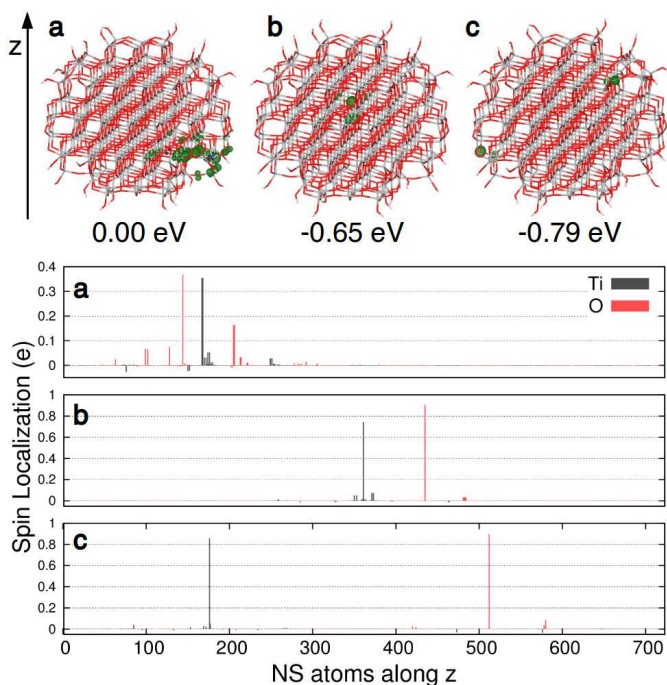 z
a
b
c
0.00 eV
-0.65 eV
-0.79 eV
0.4
0.3
0.2
0.1
0
a
Ti
O
1
0.8
0.6
0.4
0.2
0
b
1
0.8
0.6
0.4
0.2
0
c
Spin Localization (e)
0 100 200 300 400 500 600 700
NS atoms along z